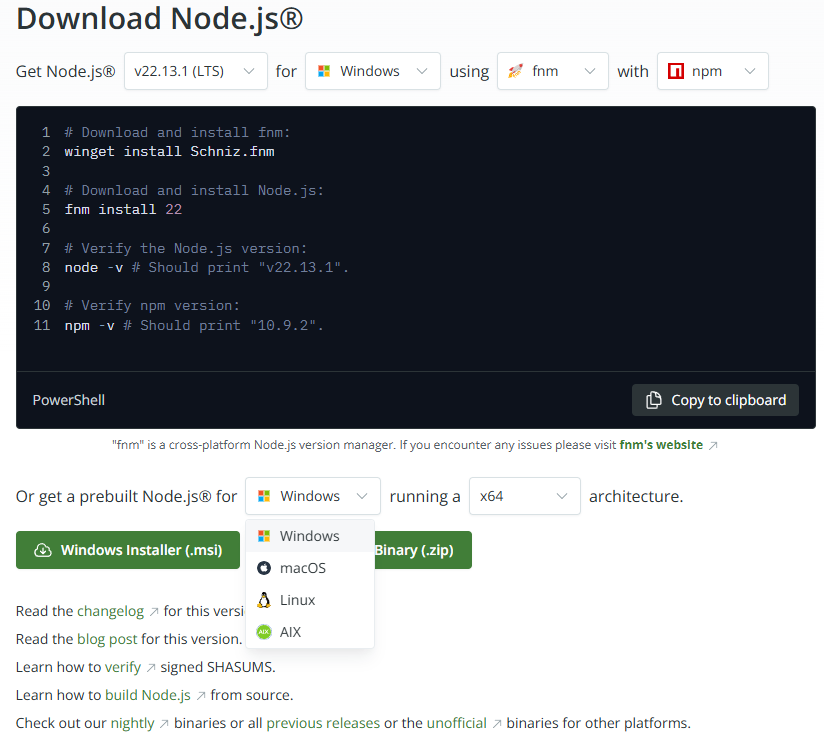 Download Node.js®
Get Node.js® v22.13.1 (LTS) for Windows using fnm with npm
1 # Download and install fnm:
2 winget install Schniz.fnm
3
4 # Download and install Node.js:
5 fnm install 22
6
7 # Verify the Node.js version:
8 node -v # Should print "v22.13.1".
9
10 # Verify npm version:
11 npm -v # Should print "10.9.2".
PowerShell Copy to clipboard
"fnm" is a cross-platform Node.js version manager. If you encounter any issues please visit fnm's website
Or get a prebuilt Node.js® for Windows running a x64 architecture.
Windows Installer (.msi) Binary (.zip)
Windows
macOS
Linux
AIX AIX
Read the changelog for this versi
Read the blog post for this version.
Learn how to verify signed SHASUMS.
Learn how to build Node.js from source.
Check out our nightly binaries or all previous releases or the unofficial binaries for other platforms.